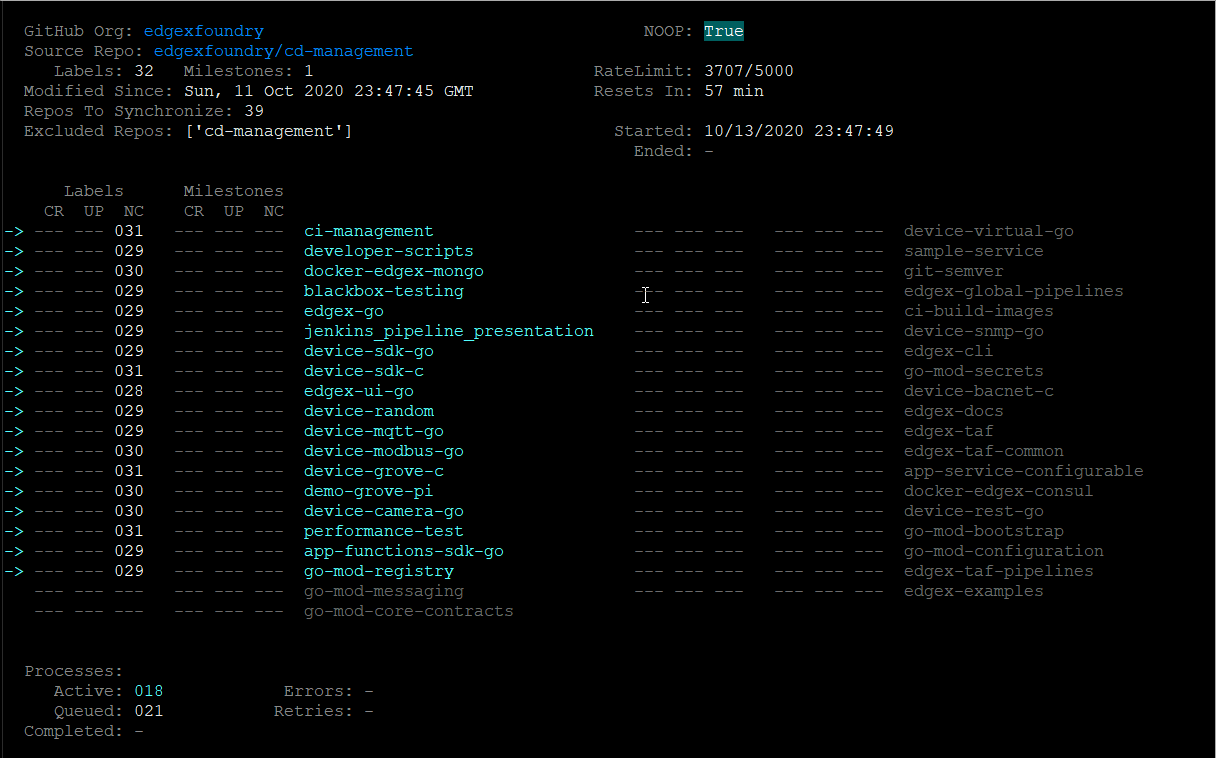 GitHub Org: edgexfoundry NOOP: True
Source Repo: edgexfoundry/cd-management
Labels: 32 Milestones: 1 RateLimit: 3707/5000
Modified Since: Sun, 11 Oct 2020 23:47:45 GMT Resets In: 57 min
Repos To Synchronize: 39
Excluded Repos: ['cd-management'] Started: 10/13/2020 23:47:49
Ended: -
Labels Milestones
CR UP NC CR UP NC
-> --- --- 031 --- --- --- ci-management --- --- --- --- --- --- device-virtual-go
-> --- --- 029 --- --- --- developer-scripts --- --- --- --- --- --- sample-service
-> --- --- 030 --- --- --- docker-edgex-mongo --- --- --- --- --- --- git-semver
-> --- --- 029 --- --- --- blackbox-testing --- --- --- --- --- --- edgex-global-pipelines
-> --- --- 029 --- --- --- edgex-go --- --- --- --- --- --- ci-build-images
-> --- --- 029 --- --- --- jenkins_pipeline_presentation --- --- --- --- --- --- device-snmp-go
-> --- --- 029 --- --- --- device-sdk-go --- --- --- --- --- --- edgex-cli
-> --- --- 031 --- --- --- device-sdk-c --- --- --- --- --- --- go-mod-secrets
-> --- --- 028 --- --- --- edgex-ui-go --- --- --- --- --- --- device-bacnet-c
-> --- --- 029 --- --- --- device-random --- --- --- --- --- --- edgex-docs
-> --- --- 029 --- --- --- device-mqtt-go --- --- --- --- --- --- edgex-taf
-> --- --- 030 --- --- --- device-modbus-go --- --- --- --- --- --- edgex-taf-common
-> --- --- 031 --- --- --- device-grove-c --- --- --- --- --- --- app-service-configurable
-> --- --- 030 --- --- --- demo-grove-pi --- --- --- --- --- --- docker-edgex-consul
-> --- --- 030 --- --- --- device-camera-go --- --- --- --- --- --- device-rest-go
-> --- --- 031 --- --- --- performance-test --- --- --- --- --- --- go-mod-bootstrap
-> --- --- 029 --- --- --- app-functions-sdk-go --- --- --- --- --- --- go-mod-configuration
-> --- --- 029 --- --- --- go-mod-registry --- --- --- --- --- --- edgex-taf-pipelines
--- --- --- --- --- --- go-mod-messaging --- --- --- --- --- --- edgex-examples
--- --- --- --- --- --- go-mod-core-contracts
Processes:
Active: 018 Errors: -
Queued: 021 Retries: -
Completed: -